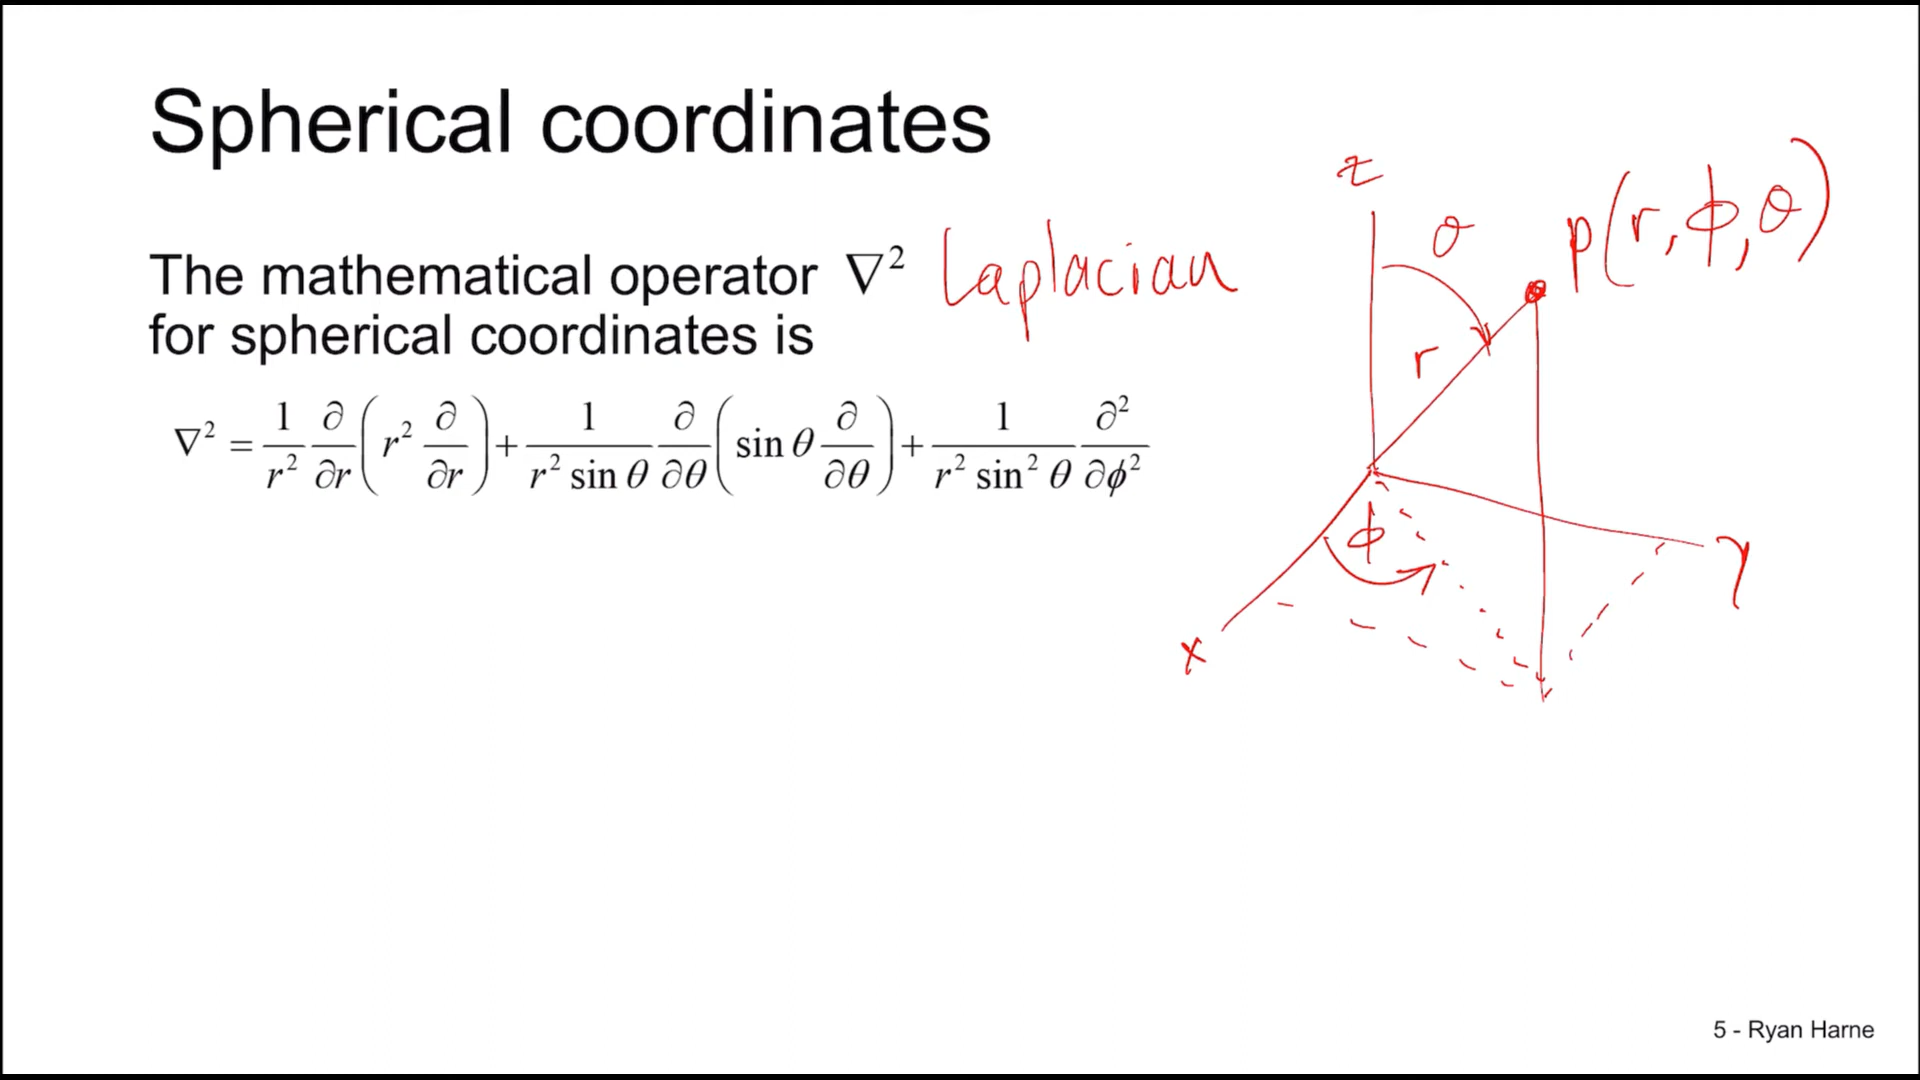 Spherical coordinates
The mathematical operator ∇² Laplacian
for spherical coordinates is
∇² = 1/r² ∂/∂r (r² ∂/∂r) + 1/(r² sin θ) ∂/∂θ (sin θ ∂/∂θ) + 1/(r² sin² θ) ∂²/∂ϕ²
z
θ
p(r, ϕ, θ)
r
ϕ
y
x
5 - Ryan Harne